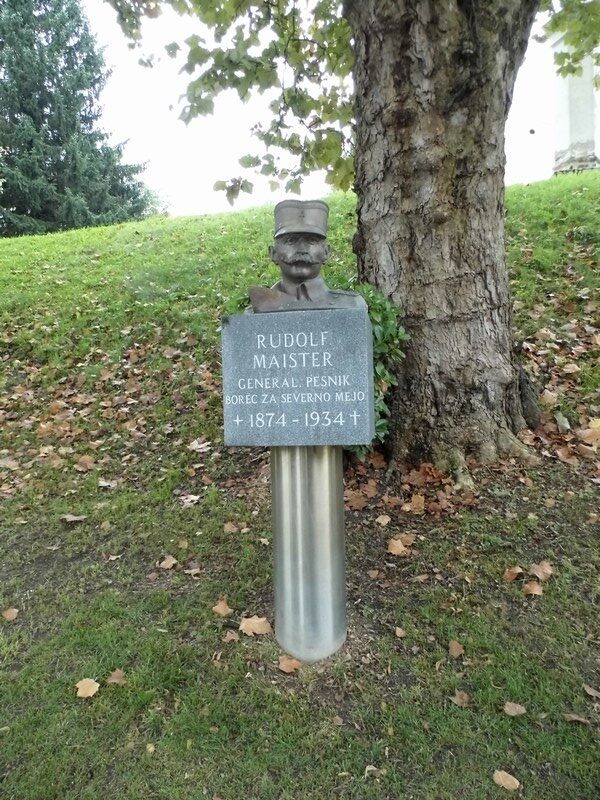 RUDOLF
MAISTER
GENERAL. PESNIK
BOREC ZA SEVERNO MEJO
+ 1874 - 1934 †